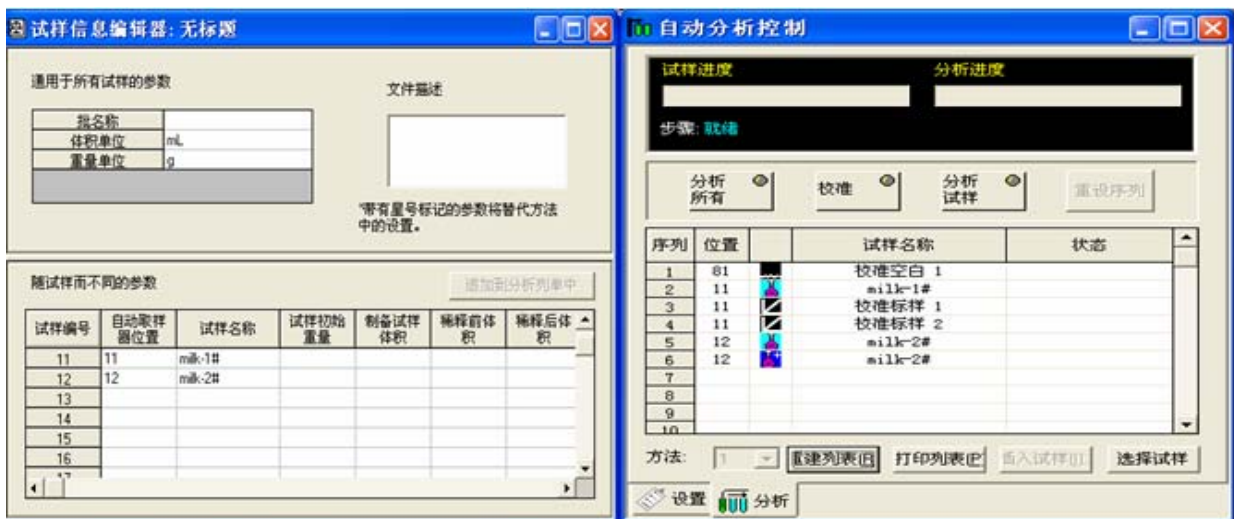 试样信息编辑器: 无标题
通用于所有试样的参数
文件描述
批名称
体积单位 mL
重量单位 g
*带有星号标记的参数将替代方法
中的设置。
随试样而不同的参数
追加到分析列单中
试样编号 自动取样器位置 试样名称 试样初始重量 制备试样体积 稀释前体积 稀释后体积
11 11 milk-1#
12 12 milk-2#
13
14
15
16
17
自动分析控制
试样进度 分析进度
步骤: 就绪
分析所有 校准 分析试样 重设序列
序列 位置 试样名称 状态
1 81 校准空白 1
2 11 milk-1#
3 11 校准标样 1
4 11 校准标样 2
5 12 milk-2#
6 12 milk-2#
7
8
9
10
方法: 1 重建列表(R) 打印列表(P) 插入试样(I) 选择试样
设置 分析